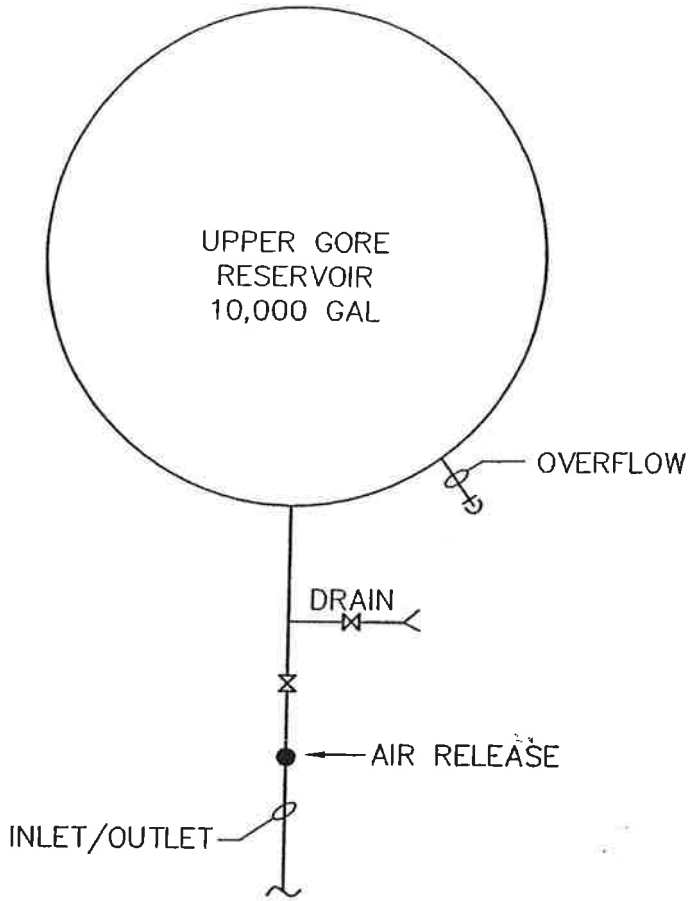 UPPER GORE
RESERVOIR
10,000 GAL
OVERFLOW
DRAIN
AIR RELEASE
INLET/OUTLET